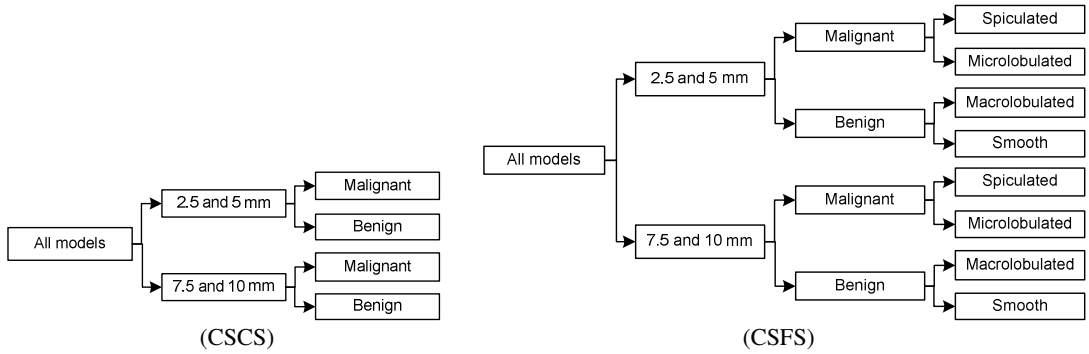 All models
2.5 and 5 mm
Malignant
Benign
7.5 and 10 mm
Malignant
Benign
(CSCS)
All models
2.5 and 5 mm
Malignant
Spiculated
Microlobulated
Benign
Macrolobulated
Smooth
7.5 and 10 mm
Malignant
Spiculated
Microlobulated
Benign
Macrolobulated
Smooth
(CSFS)